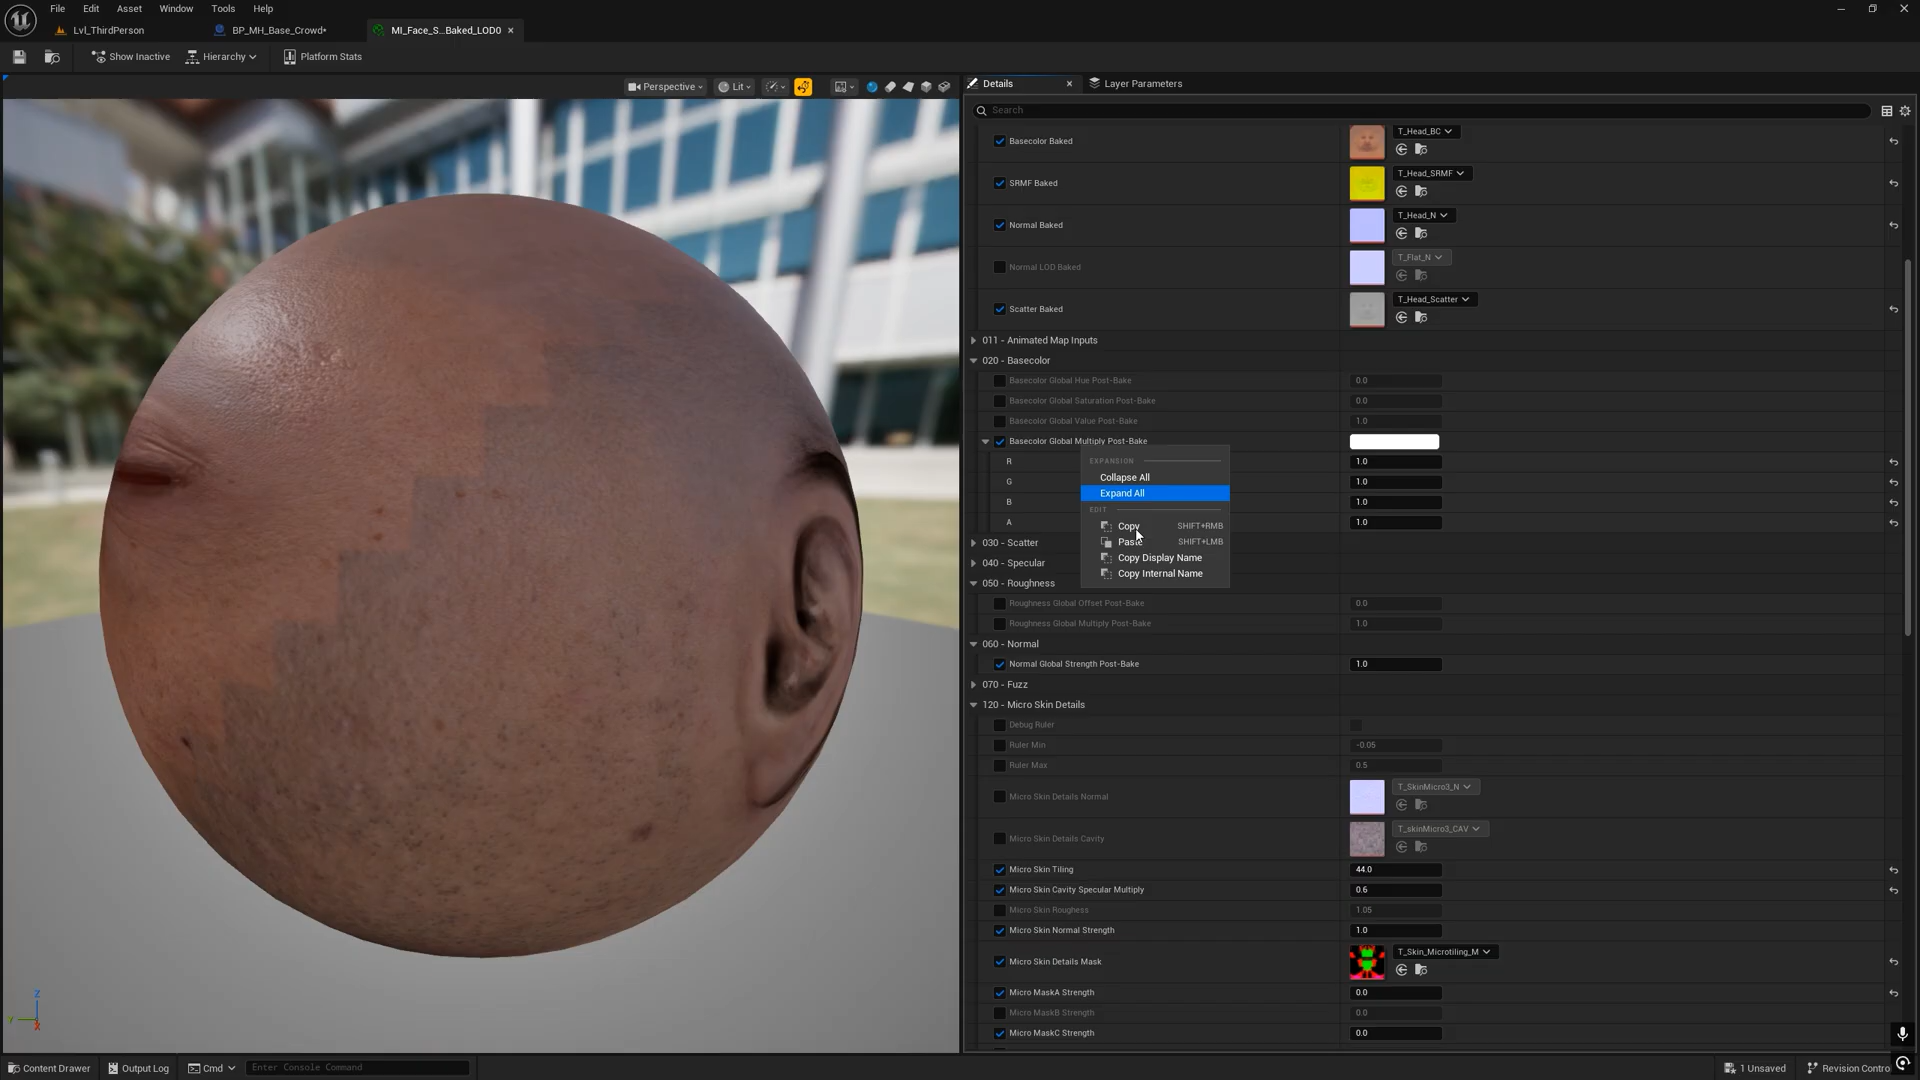 File Edit Asset Window Tools Help
Lvl_ThirdPerson BP_MH_Base_Crowd* MI_Face_S...Baked_LOD0
Show Inactive Hierarchy Platform Stats
Perspective Lit
Details Layer Parameters
Search
Basecolor Baked T_Head_BC
SRMF Baked T_Head_SRMF
Normal Baked T_Head_N
Normal LOD Baked T_Flat_N
Scatter Baked T_Head_Scatter
011 - Animated Map Inputs
020 - Basecolor
Basecolor Global Hue Post-Bake 0.0
Basecolor Global Saturation Post-Bake 0.0
Basecolor Global Value Post-Bake 1.0
Basecolor Global Multiply Post-Bake
R 1.0
G 1.0
B 1.0
A 1.0
EXPANSION
Collapse All
Expand All
EDIT
Copy SHIFT+RMB
Paste SHIFT+LMB
Copy Display Name
Copy Internal Name
030 - Scatter
040 - Specular
050 - Roughness
Roughness Global Offset Post-Bake 0.0
Roughness Global Multiply Post-Bake 1.0
060 - Normal
Normal Global Strength Post-Bake 1.0
070 - Fuzz
120 - Micro Skin Details
Debug Ruler
Ruler Min -0.05
Ruler Max 0.5
Micro Skin Details Normal T_SkinMicro3_N
Micro Skin Details Cavity T_skinMicro3_CAV
Micro Skin Tiling 44.0
Micro Skin Cavity Specular Multiply 0.6
Micro Skin Roughess 1.05
Micro Skin Normal Strength 1.0
Micro Skin Details Mask T_Skin_Microtiling_M
Micro MaskA Strength 0.0
Micro MaskB Strength 0.0
Micro MaskC Strength 0.0
Z
Y
X
Content Drawer Output Log Cmd Enter Console Command 1 Unsaved Revision Contro